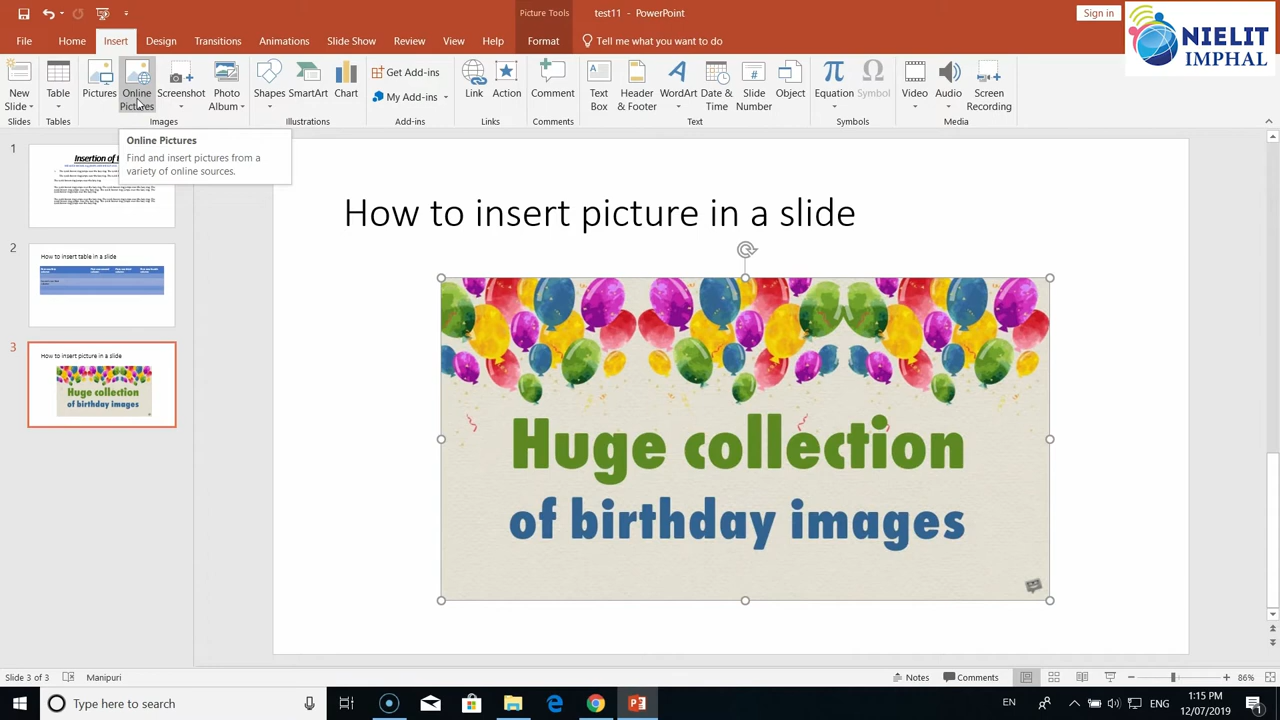 Picture Tools
test11 - PowerPoint
Sign in
NIELIT
IMPHAL
File
Home
Insert
Design
Transitions
Animations
Slide Show
Review
View
Help
Format
Tell me what you want to do
New
Slide
Table
Pictures
Online
Pictures
Screenshot
Photo
Album
Shapes
SmartArt
Chart
Get Add-ins
My Add-ins
Link
Action
Comment
Text
Box
Header
& Footer
WordArt
Date &
Time
Slide
Number
Object
Equation
Symbol
Video
Audio
Screen
Recording
Slides
Tables
Images
Illustrations
Add-ins
Links
Comments
Text
Symbols
Media
Online Pictures
Find and insert pictures from a
variety of online sources.
1
Insertion of
2
How to insert table in a slide
3
How to insert picture in a slide
Huge collection
of birthday images
How to insert picture in a slide
Huge collection
of birthday images
Slide 3 of 3
Manipuri
Notes
Comments
86%
Type here to search
EN
ENG
1:15 PM
12/07/2019
1